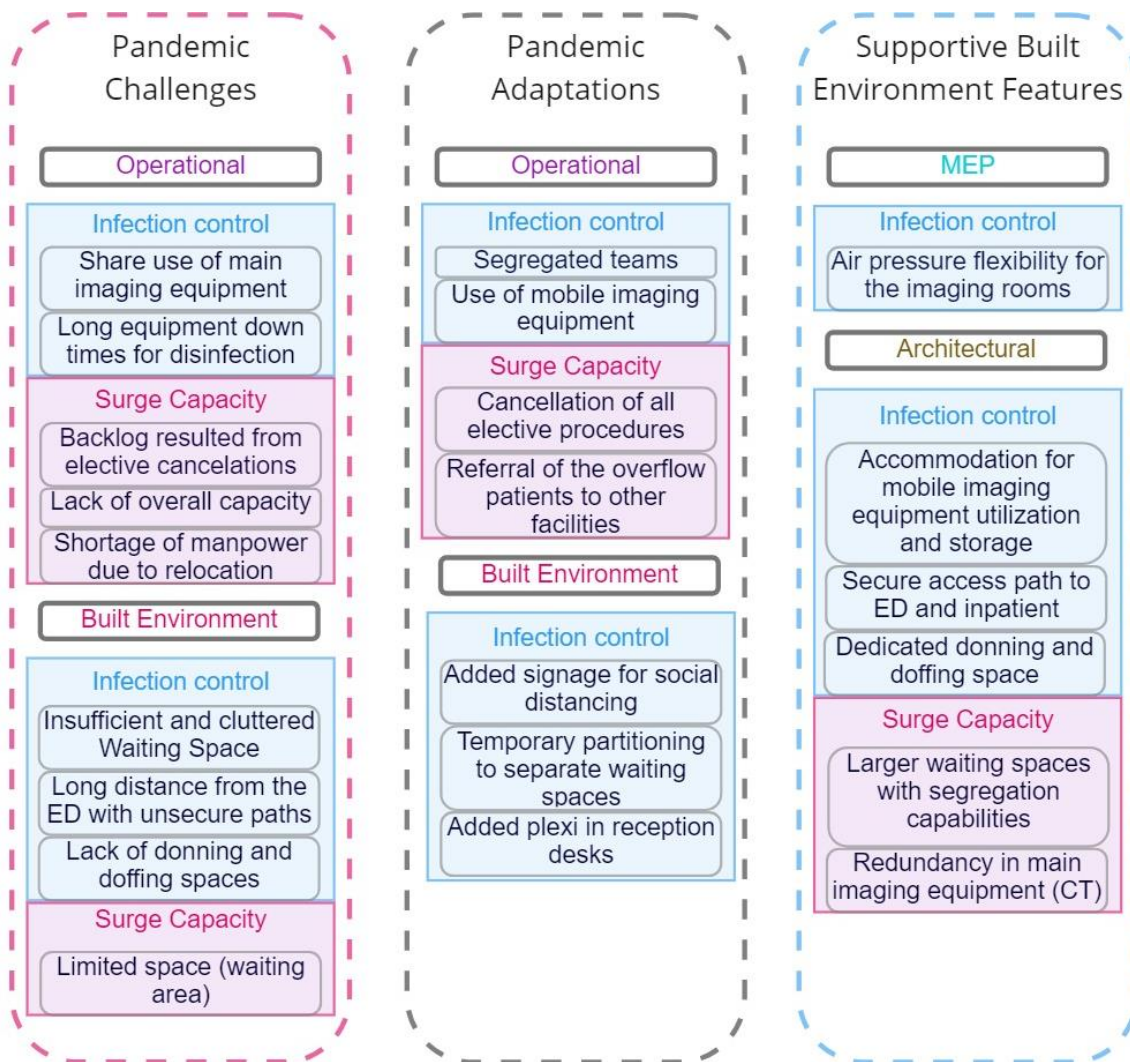 Pandemic
Challenges
Operational
Infection control
Share use of main
imaging equipment
Long equipment down
times for disinfection
Surge Capacity
Backlog resulted from
elective cancelations
Lack of overall capacity
Shortage of manpower
due to relocation
Built Environment
Infection control
Insufficient and cluttered
Waiting Space
Long distance from the
ED with unsecure paths
Lack of donning and
doffing spaces
Surge Capacity
Limited space (waiting
area)
Pandemic
Adaptations
Operational
Infection control
Segregated teams
Use of mobile imaging
equipment
Surge Capacity
Cancellation of all
elective procedures
Referral of the overflow
patients to other
facilities
Built Environment
Infection control
Added signage for social
distancing
Temporary partitioning
to separate waiting
spaces
Added plexi in reception
desks
Supportive Built
Environment Features
MEP
Infection control
Air pressure flexibility for
the imaging rooms
Architectural
Infection control
Accommodation for
mobile imaging
equipment utilization
and storage
Secure access path to
ED and inpatient
Dedicated donning and
doffing space
Surge Capacity
Larger waiting spaces
with segregation
capabilities
Redundancy in main
imaging equipment (CT)